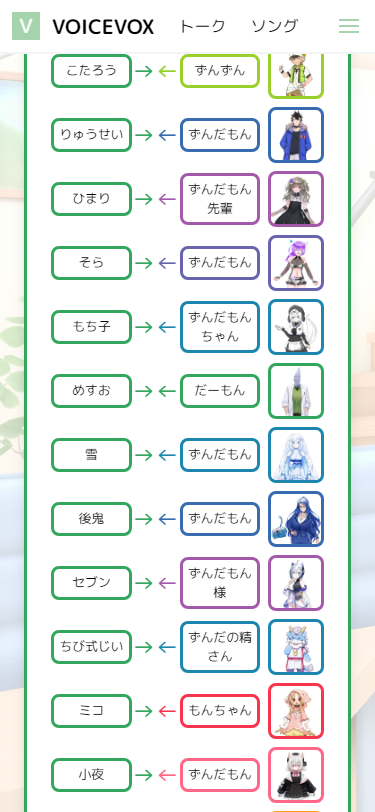 V VOICEVOX トーク ソング
こたろう → ← ずんずん
りゅうせい → ← ずんだもん
ひまり → ← ずんだもん
先輩
そら → ← ずんだもん
もち子 → ← ずんだもん
ちゃん
めすお → ← だーもん
雪 → ← ずんだもん
後鬼 → ← ずんだもん
セブン → ← ずんだもん
様
ちび式じい → ← ずんだの精
さん
ミコ → ← もんちゃん
小夜 → ← ずんだもん